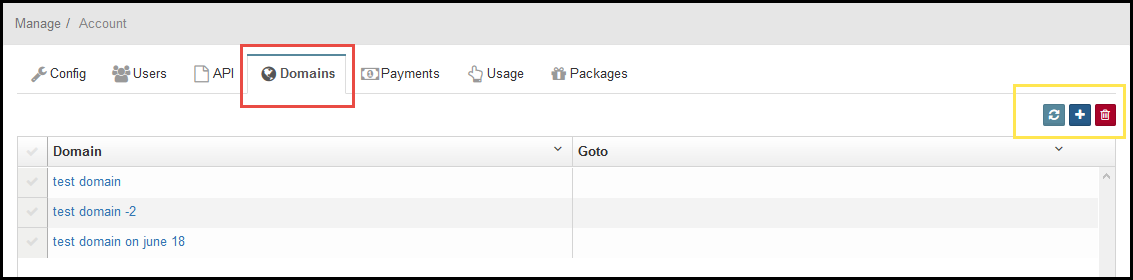 Manage / Account
Config Users API Domains Payments Usage Packages
Domain Goto
test domain
test domain -2
test domain on june 18